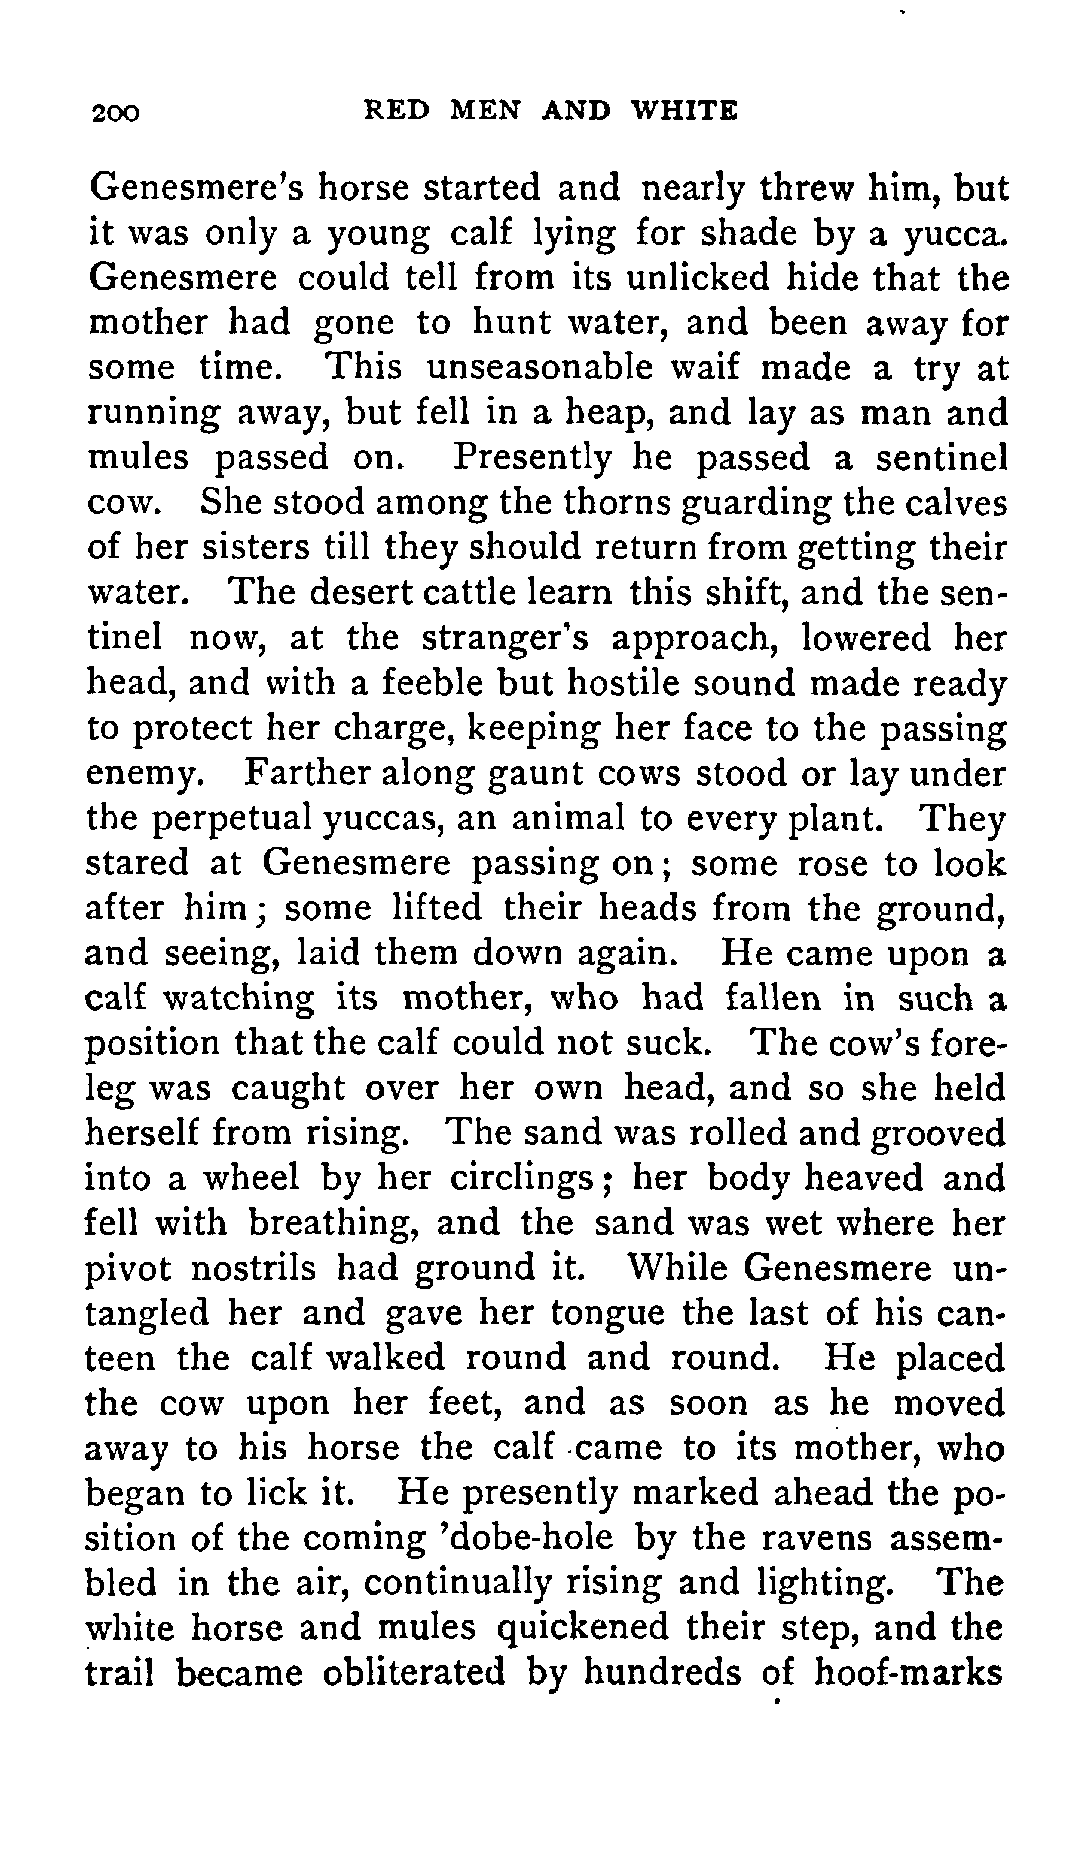 200 RED MEN AND WHITE
Genesmere's horse started and nearly threw him, but
it was only a young calf lying for shade by a yucca.
Genesmere could tell from its unlicked hide that the
mother had gone to hunt water, and been away for
some time. This unseasonable waif made a try at
running away, but fell in a heap, and lay as man and
mules passed on. Presently he passed a sentinel
cow. She stood among the thorns guarding the calves
of her sisters till they should return from getting their
water. The desert cattle learn this shift, and the sen-
tinel now, at the stranger's approach, lowered her
head, and with a feeble but hostile sound made ready
to protect her charge, keeping her face to the passing
enemy. Farther along gaunt cows stood or lay under
the perpetual yuccas, an animal to every plant. They
stared at Genesmere passing on; some rose to look
after him; some lifted their heads from the ground,
and seeing, laid them down again. He came upon a
calf watching its mother, who had fallen in such a
position that the calf could not suck. The cow's fore-
leg was caught over her own head, and so she held
herself from rising. The sand was rolled and grooved
into a wheel by her circlings; her body heaved and
fell with breathing, and the sand was wet where her
pivot nostrils had ground it. While Genesmere un-
tangled her and gave her tongue the last of his can-
teen the calf walked round and round. He placed
the cow upon her feet, and as soon as he moved
away to his horse the calf came to its mother, who
began to lick it. He presently marked ahead the po-
sition of the coming 'dobe-hole by the ravens assem-
bled in the air, continually rising and lighting. The
white horse and mules quickened their step, and the
trail became obliterated by hundreds of hoof-marks